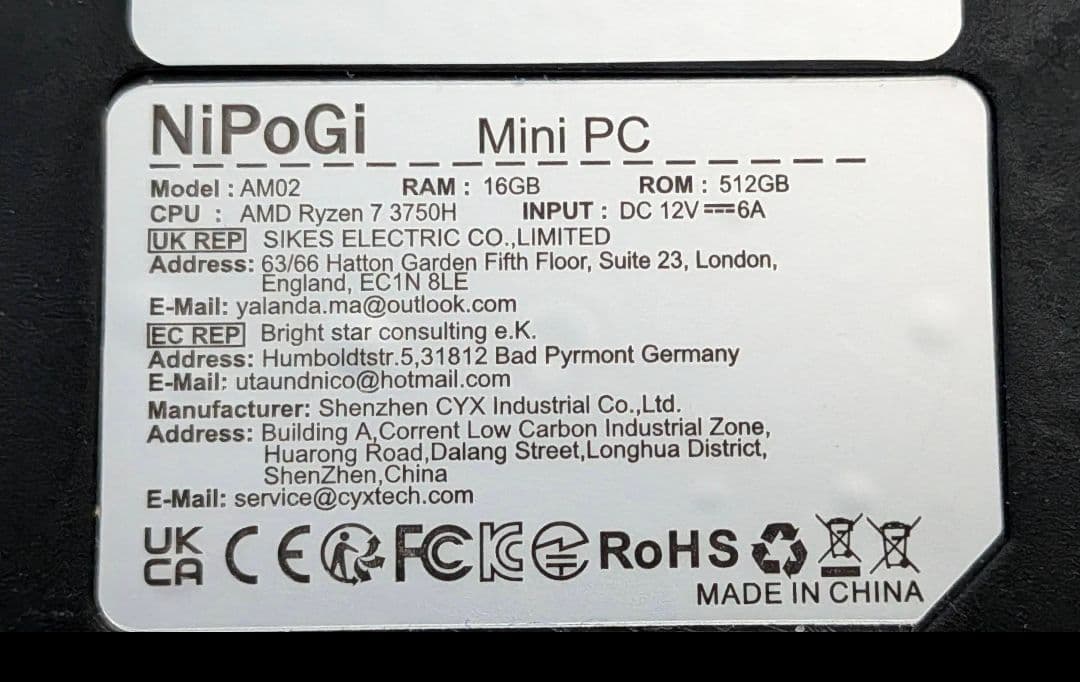 NiPoGi Mini PC
Model : AM02 RAM : 16GB ROM : 512GB
CPU : AMD Ryzen 7 3750H INPUT : DC 12V⎓6A
UK REP SIKES ELECTRIC CO.,LIMITED
Address: 63/66 Hatton Garden Fifth Floor, Suite 23, London,
England, EC1N 8LE
E-Mail: yalanda.ma@outlook.com
EC REP Bright star consulting e.K.
Address: Humboldtstr.5,31812 Bad Pyrmont Germany
E-Mail: utaundnico@hotmail.com
Manufacturer: Shenzhen CYX Industrial Co.,Ltd.
Address: Building A,Corrent Low Carbon Industrial Zone,
Huarong Road,Dalang Street,Longhua District,
ShenZhen,China
E-Mail: service@cyxtech.com
UK CA CE FC KC RoHS
MADE IN CHINA